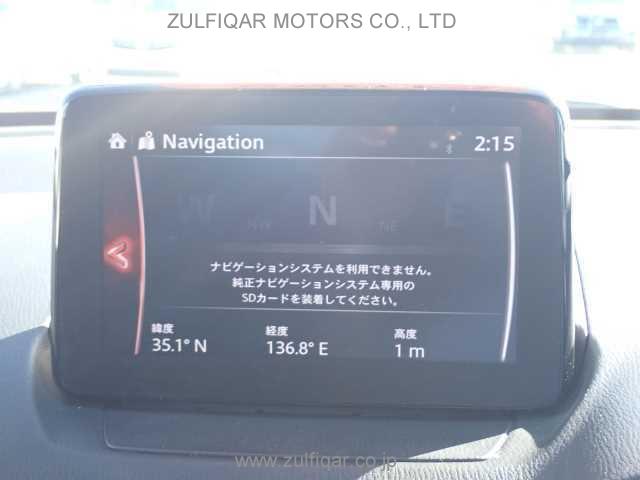 ZULFIQAR MOTORS CO., LTD
Navigation 2:15
W NW N NE E
ナビゲーションシステムを利用できません。
純正ナビゲーションシステム専用の
SDカードを装着してください。
緯度 経度 高度
35.1° N 136.8° E 1 m
www.zulfiqar.co.jp